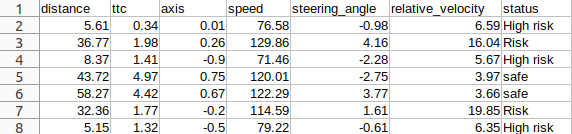 1 distance ttc axis speed steering_angle relative_velocity status
2 5.61 0.34 0.01 76.58 -0.98 6.59 High risk
3 36.77 1.98 0.26 129.86 4.16 16.04 Risk
4 8.37 1.41 -0.9 71.46 -2.28 5.67 High risk
5 43.72 4.97 0.75 120.01 -2.75 3.97 safe
6 58.27 4.42 0.67 122.29 3.77 3.66 safe
7 32.36 1.77 -0.2 114.59 1.61 19.85 Risk
8 5.15 1.32 -0.5 79.22 -0.61 6.35 High risk